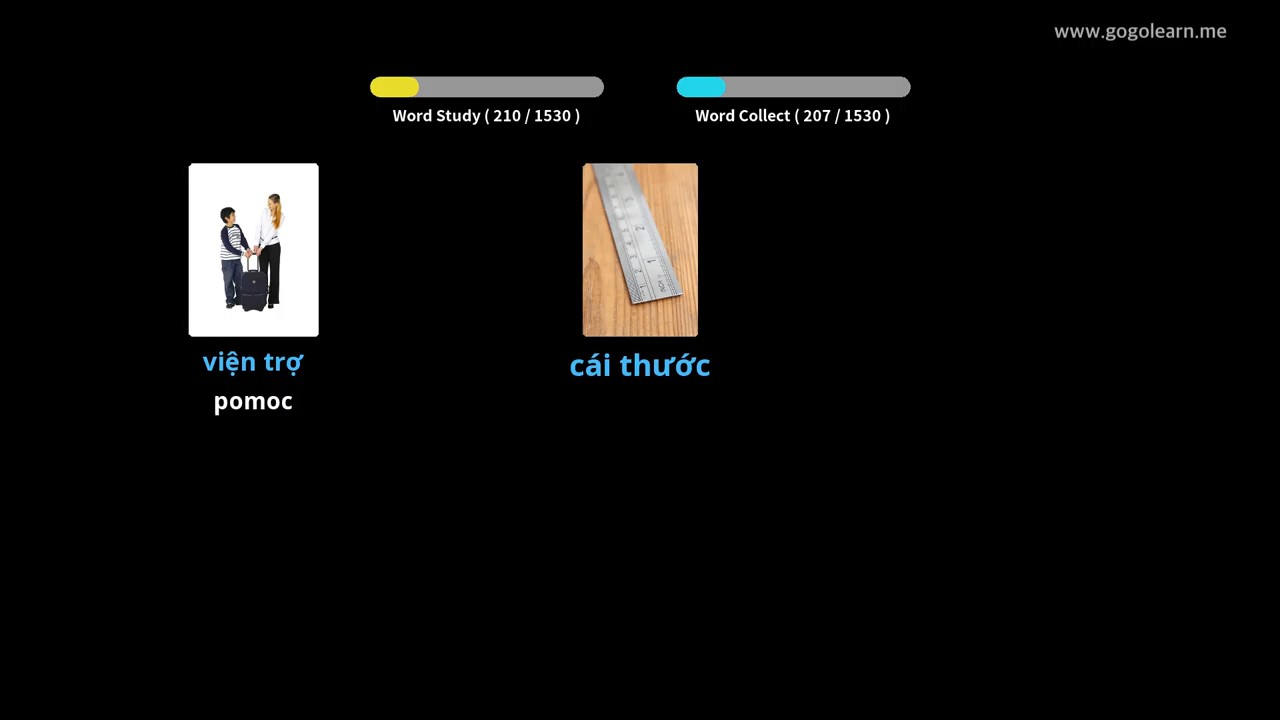 www.gogolearn.me
Word Study ( 210 / 1530 )
Word Collect ( 207 / 1530 )
viện trợ
pomoc
cái thước